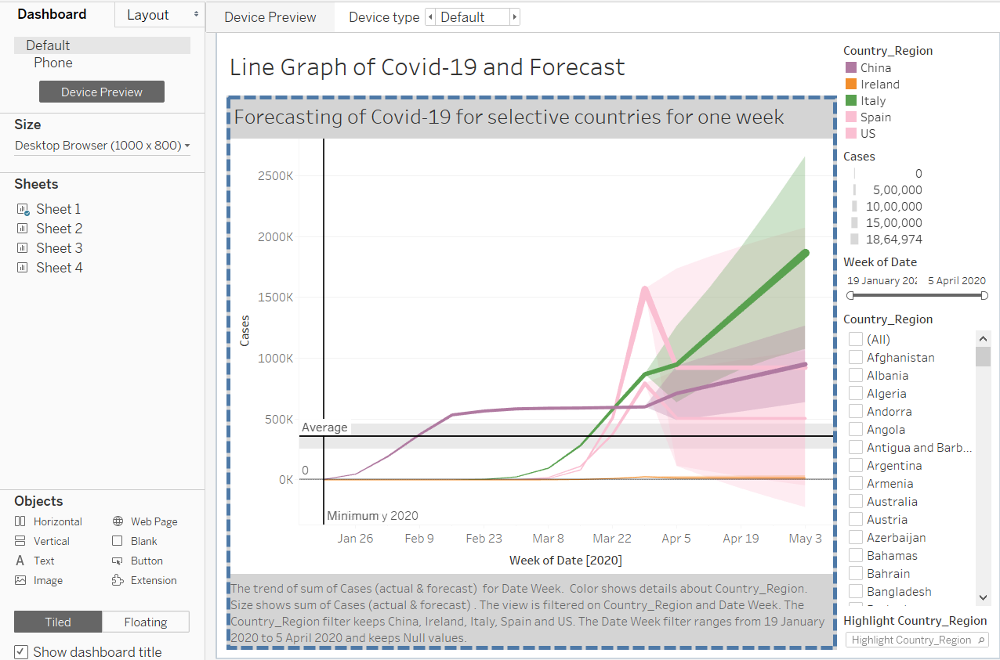 Dashboard
Layout
Default
Phone
Device Preview
Size
Desktop Browser (1000 x 800)
Sheets
Sheet 1
Sheet 2
Sheet 3
Sheet 4
Objects
Horizontal
Web Page
Vertical
Blank
Text
Button
Image
Extension
Tiled
Floating
Show dashboard title
Device Preview
Device type
Default
Line Graph of Covid-19 and Forecast
Forecasting of Covid-19 for selective countries for one week
2500K
2000K
1500K
1000K
500K
0K
Cases
Average
0
Minimum y 2020
Jan 26
Feb 9
Feb 23
Mar 8
Mar 22
Apr 5
Apr 19
May 3
Week of Date [2020]
The trend of sum of Cases (actual & forecast) for Date Week. Color shows details about Country_Region.
Size shows sum of Cases (actual & forecast) . The view is filtered on Country_Region and Date Week. The
Country_Region filter keeps China, Ireland, Italy, Spain and US. The Date Week filter ranges from 19 January
2020 to 5 April 2020 and keeps Null values.
Country_Region
China
Ireland
Italy
Spain
US
Cases
0
5,00,000
10,00,000
15,00,000
18,64,974
Week of Date
19 January 202
5 April 2020
Country_Region
(All)
Afghanistan
Albania
Algeria
Andorra
Angola
Antigua and Barb...
Argentina
Armenia
Australia
Austria
Azerbaijan
Bahamas
Bahrain
Bangladesh
Highlight Country_Region
Highlight Country_Region